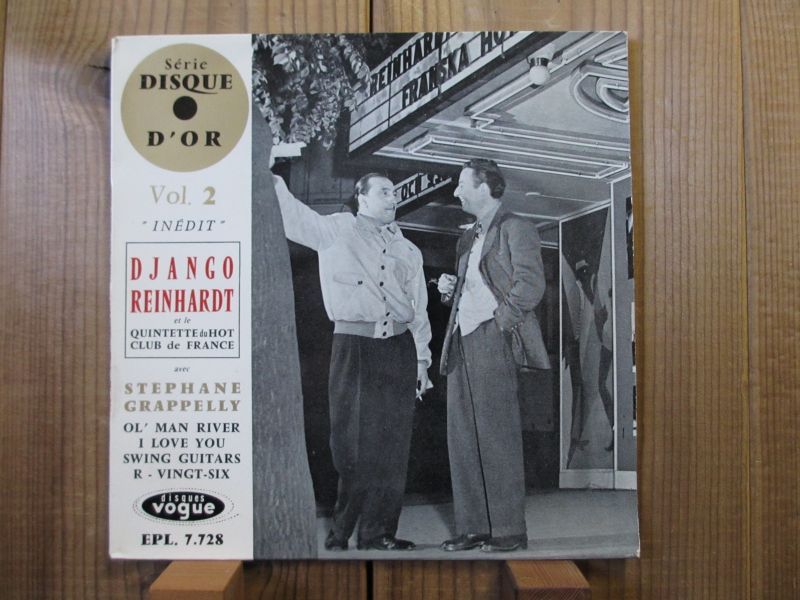 Série
DISQUE
D'OR
Vol. 2
"INÉDIT"
DJANGO
REINHARDT
et le
QUINTETTE du HOT
CLUB de FRANCE
avec
STEPHANE
GRAPPELLY
OL' MAN RIVER
I LOVE YOU
SWING GUITARS
R - VINGT-SIX
disques
vogue
EPL. 7.728
REINHARDT
FRANSKA HOT